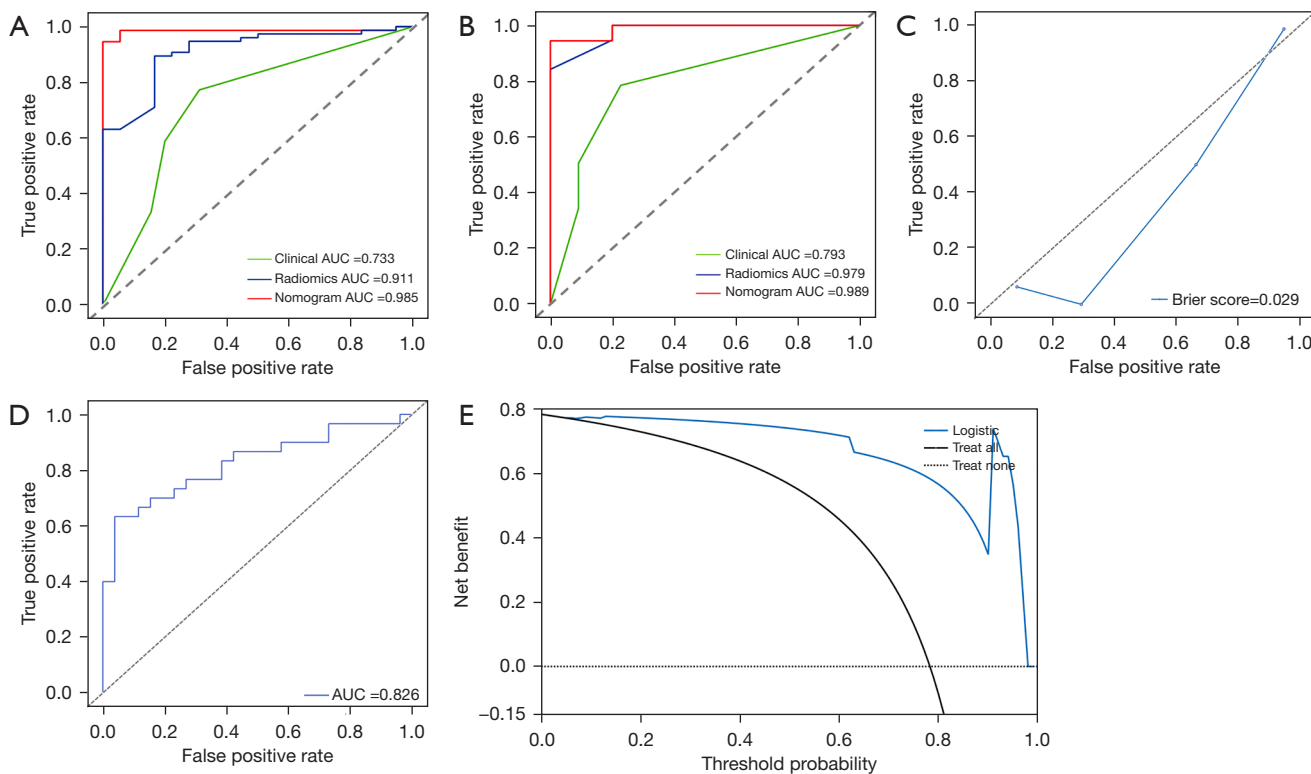 A
True positive rate
1.0
0.8
0.6
0.4
0.2
0.0
Clinical AUC =0.733
Radiomics AUC =0.911
Nomogram AUC =0.985
0.0 0.2 0.4 0.6 0.8 1.0
False positive rate
B
True positive rate
1.0
0.8
0.6
0.4
0.2
0.0
Clinical AUC =0.793
Radiomics AUC =0.979
Nomogram AUC =0.989
0.0 0.2 0.4 0.6 0.8 1.0
False positive rate
C
True positive rate
1.0
0.8
0.6
0.4
0.2
0.0
Brier score=0.029
0.0 0.2 0.4 0.6 0.8 1.0
False positive rate
D
True positive rate
1.0
0.8
0.6
0.4
0.2
0.0
AUC =0.826
0.0 0.2 0.4 0.6 0.8 1.0
False positive rate
E
Net benefit
0.8
0.6
0.4
0.2
0.0
−0.15
Logistic
Treat all
Treat none
0.0 0.2 0.4 0.6 0.8 1.0
Threshold probability